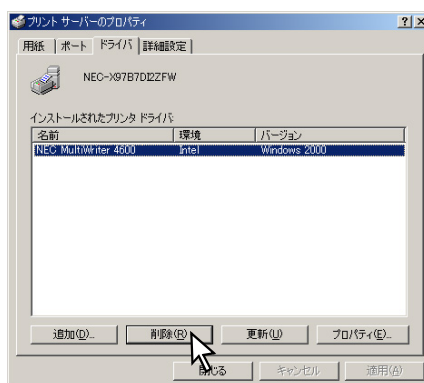 プリント サーバーのプロパティ
用紙 ポート ドライバ 詳細設定
NEC-X97B7DI2ZFW
インストールされたプリンタ ドライバ:
名前 環境 バージョン
NEC MultiWriter 4600 Intel Windows 2000
追加(D)... 削除(R) 更新(U) プロパティ(E)...
閉じる キャンセル 適用(A)